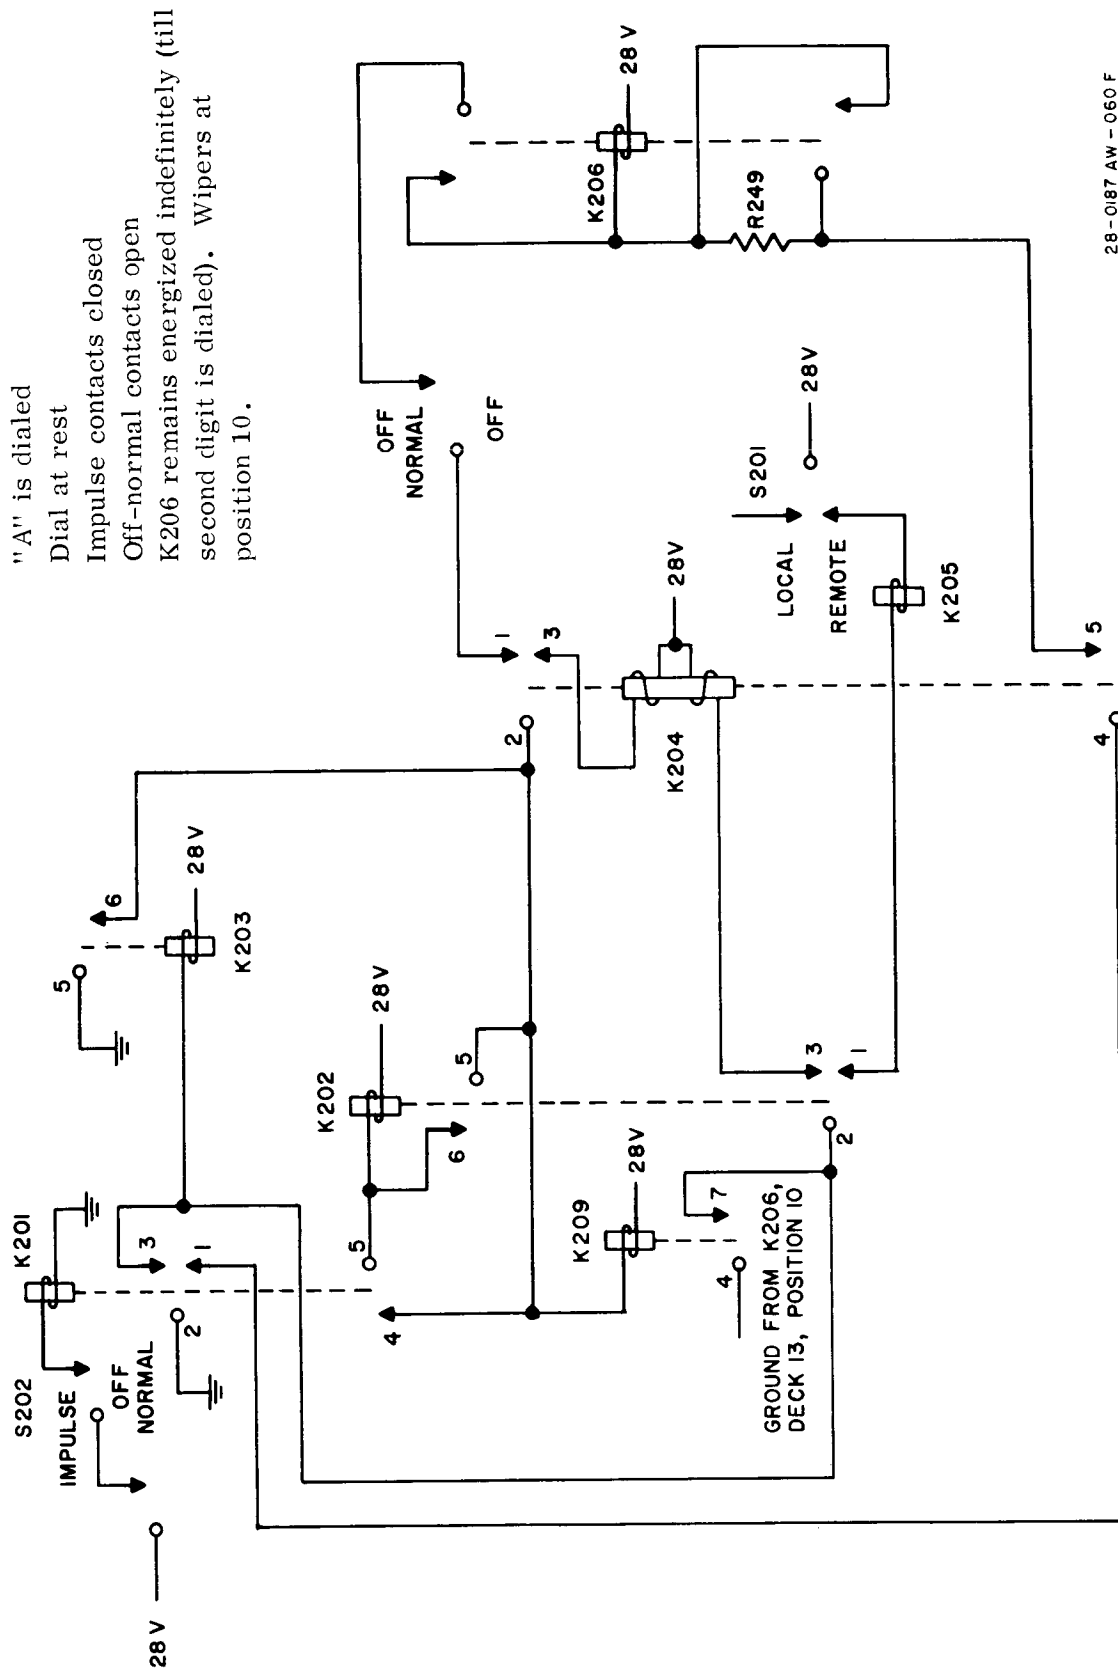 "A" is dialed
Dial at rest
Impulse contacts closed
Off-normal contacts open
K206 remains energized indefinitely (till
second digit is dialed). Wipers at
position 10.
28V
S202
IMPULSE
OFF
NORMAL
K201
2
3
1
5
4
K202
28V
6
5
K209
28V
4
7
GROUND FROM K206,
DECK 13, POSITION 10
2
3
1
5
6
K203
28V
2
1
3
K204
28V
4
5
K205
LOCAL
REMOTE
S201
28V
OFF
NORMAL
OFF
K206
28V
R249
28-0187 AW-060F